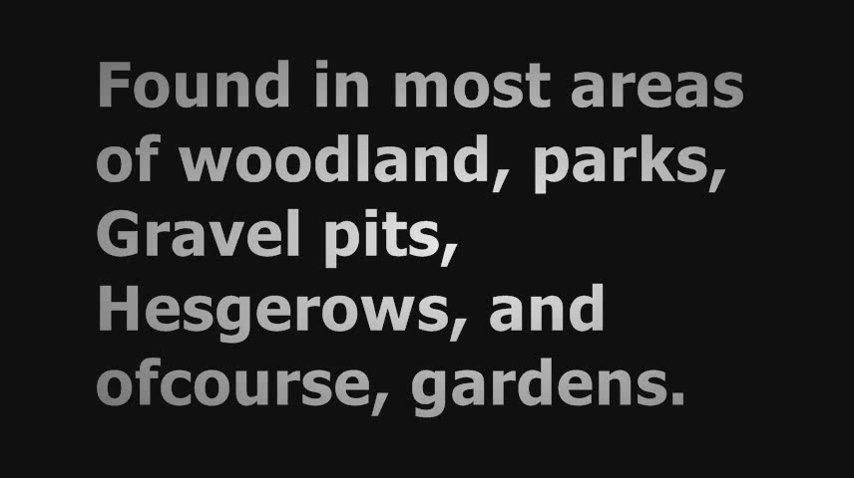 Found in most areas
of woodland, parks,
Gravel pits,
Hesgerows, and
ofcourse, gardens.